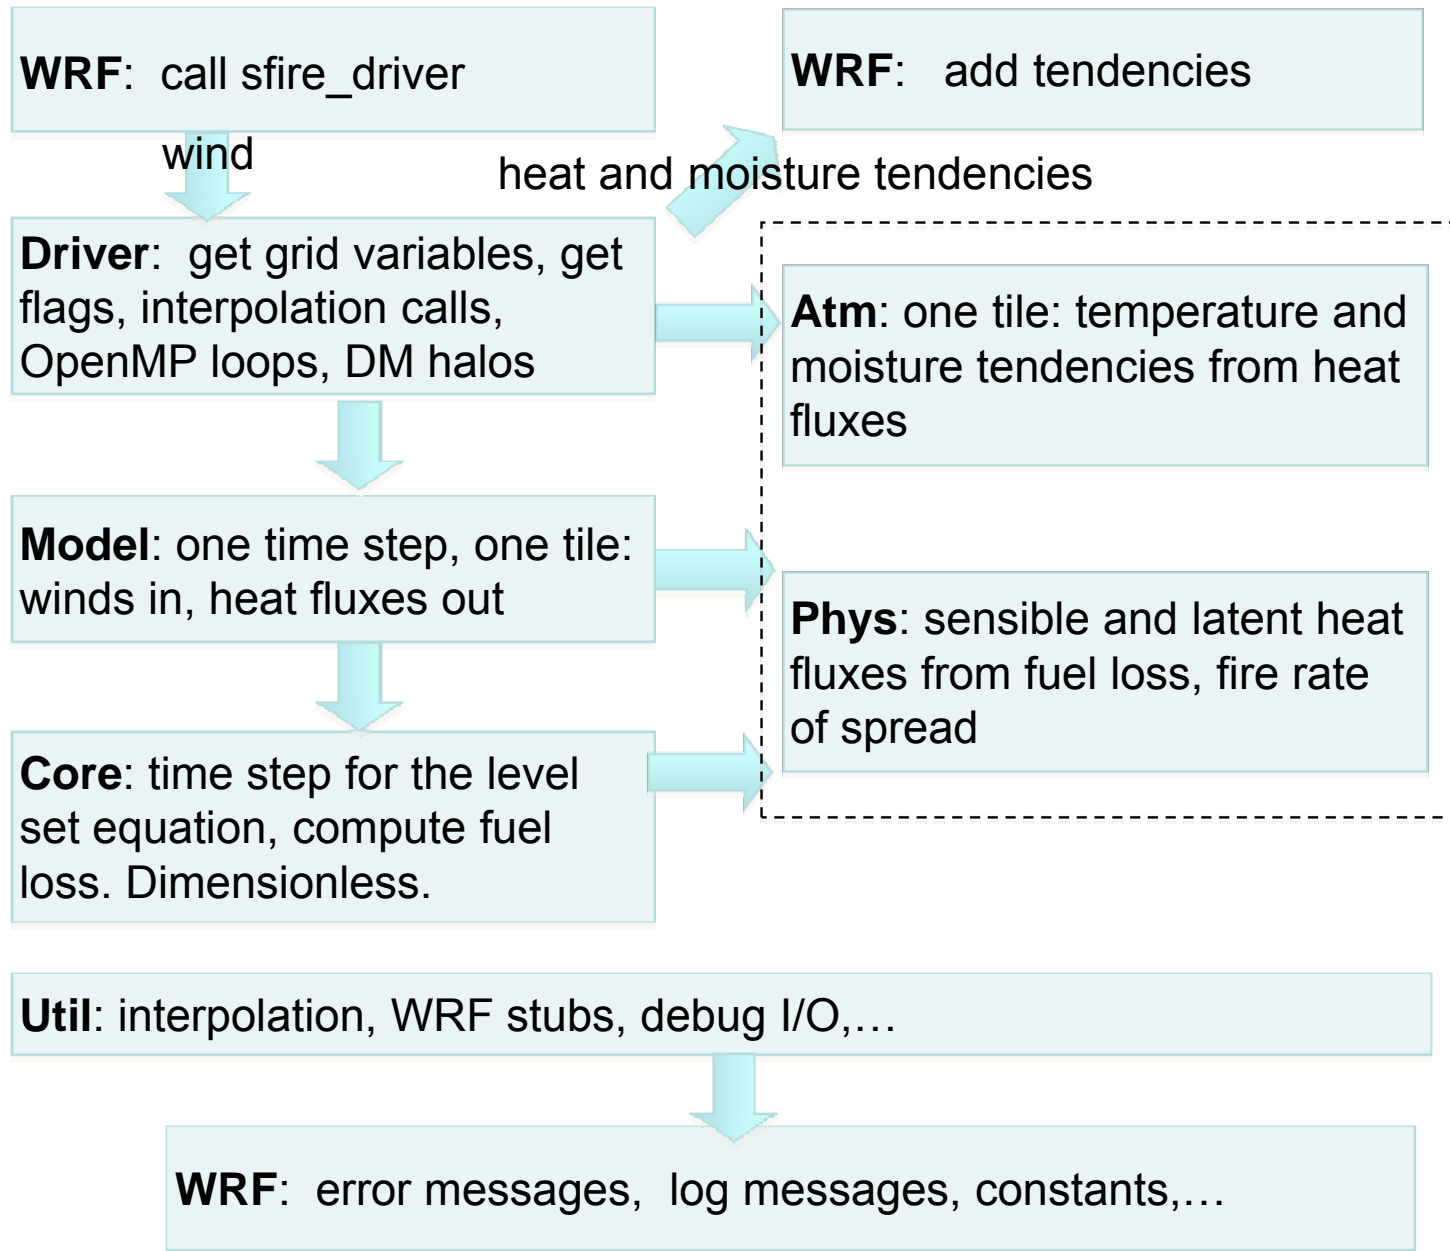 WRF: call sfire_driver
WRF: add tendencies
wind
heat and moisture tendencies
Driver: get grid variables, get
flags, interpolation calls,
OpenMP loops, DM halos
Atm: one tile: temperature and
moisture tendencies from heat
fluxes
Model: one time step, one tile:
winds in, heat fluxes out
Phys: sensible and latent heat
fluxes from fuel loss, fire rate
of spread
Core: time step for the level
set equation, compute fuel
loss. Dimensionless.
Util: interpolation, WRF stubs, debug I/O,…
WRF: error messages, log messages, constants,…